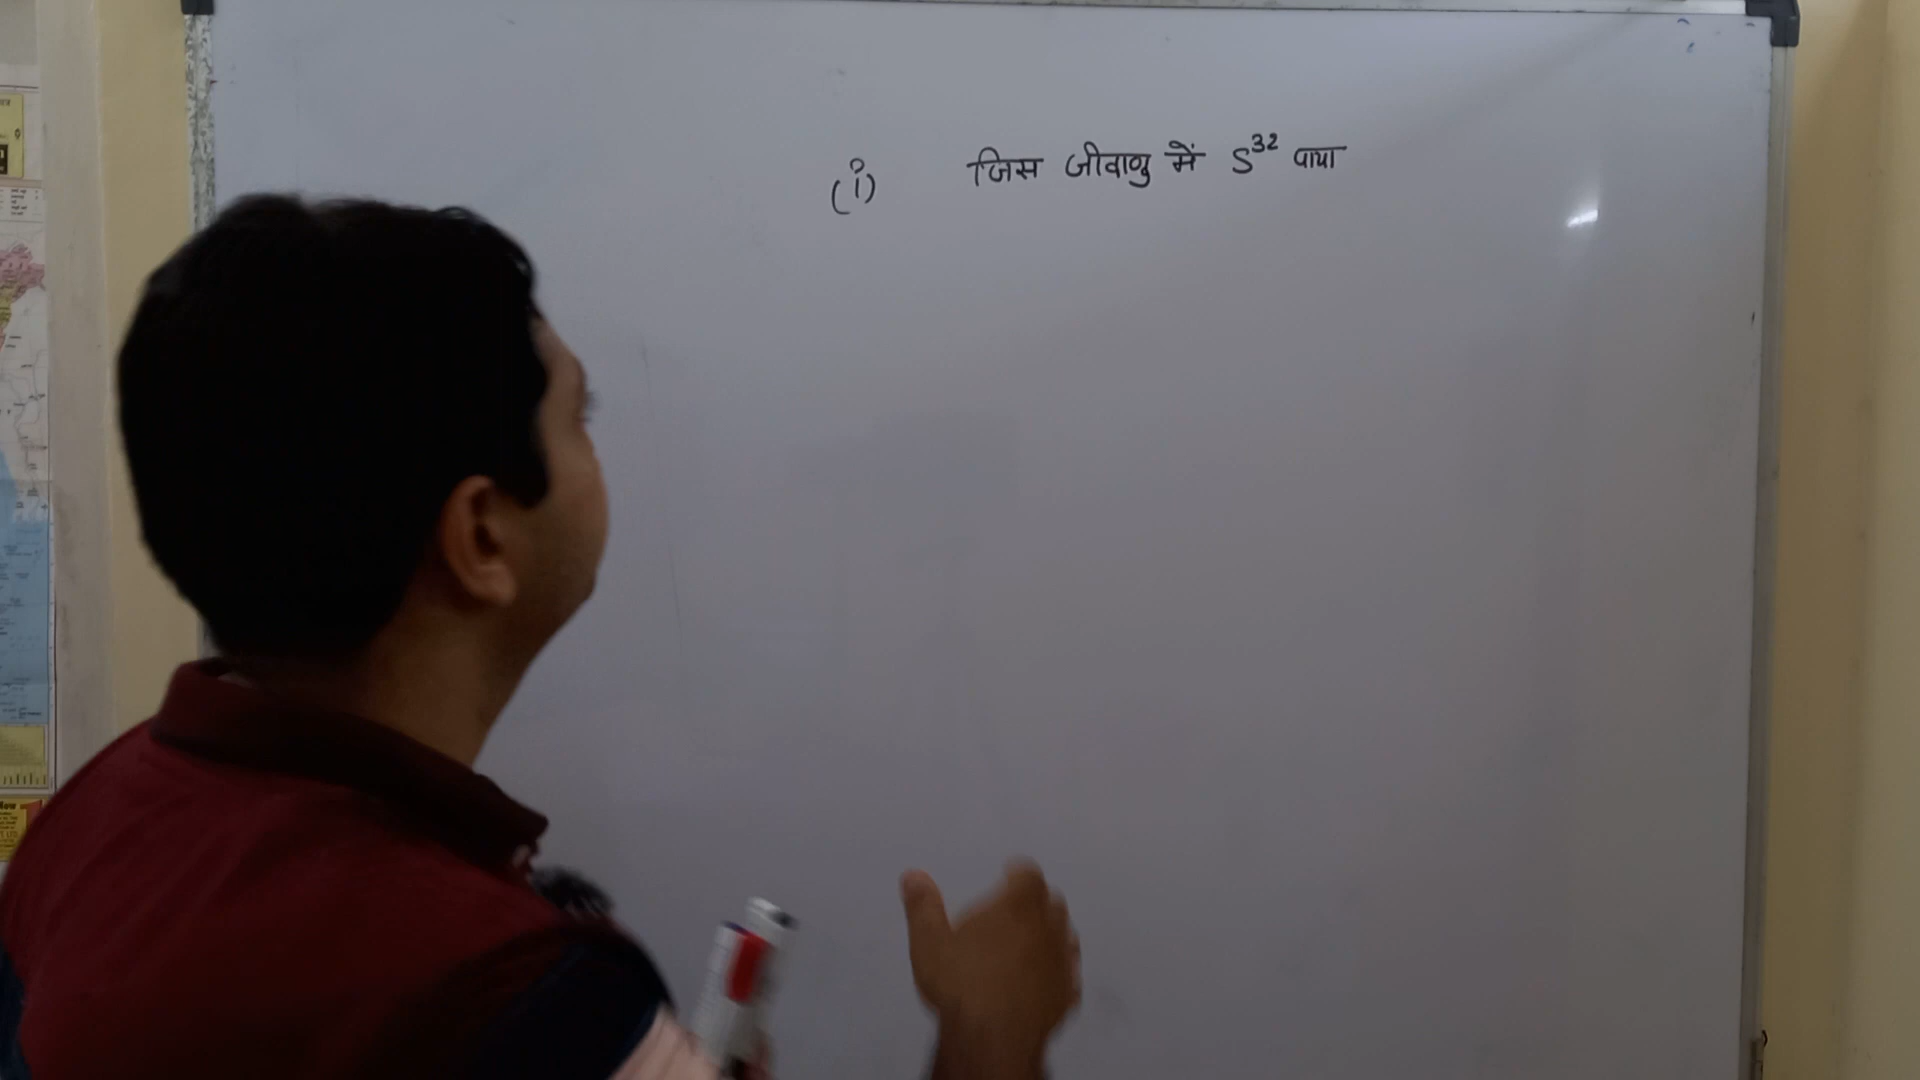 (i) जिस जीवाणु में S³² पाया